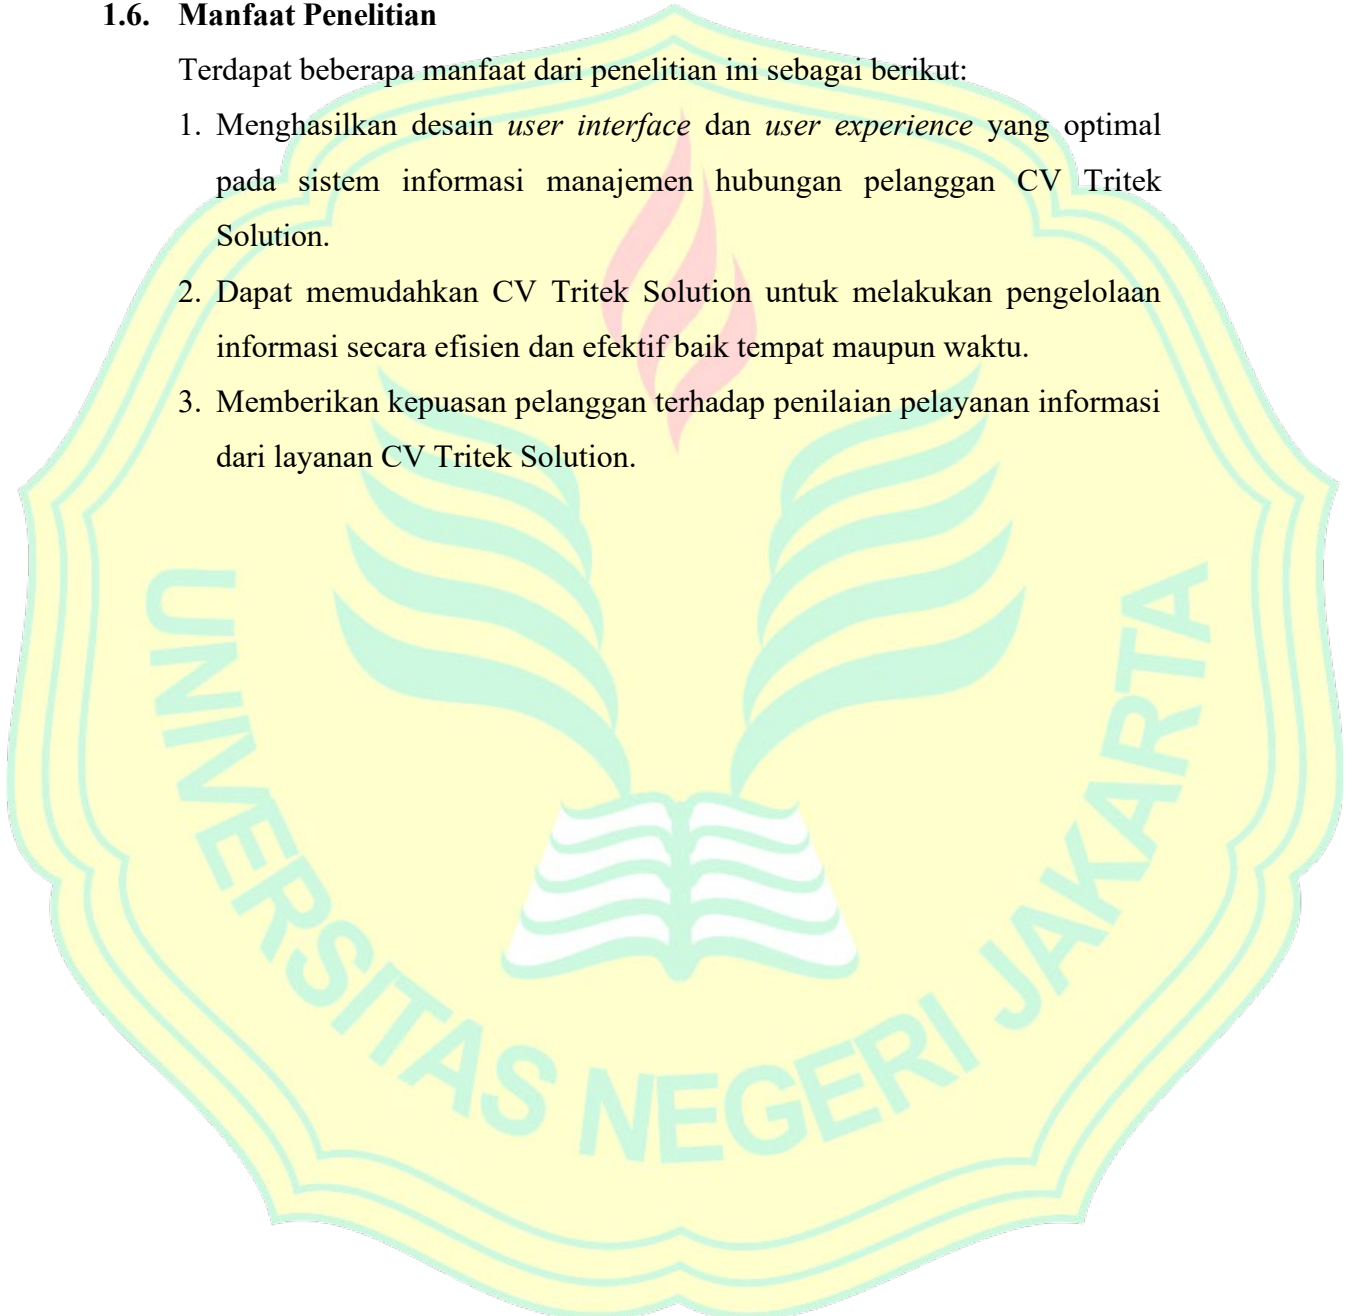 1.6. Manfaat Penelitian
Terdapat beberapa manfaat dari penelitian ini sebagai berikut:
1. Menghasilkan desain user interface dan user experience yang optimal
pada sistem informasi manajemen hubungan pelanggan CV Tritek
Solution.
2. Dapat memudahkan CV Tritek Solution untuk melakukan pengelolaan
informasi secara efisien dan efektif baik tempat maupun waktu.
3. Memberikan kepuasan pelanggan terhadap penilaian pelayanan informasi
dari layanan CV Tritek Solution.
UNIVERSITAS NEGERI JAKARTA